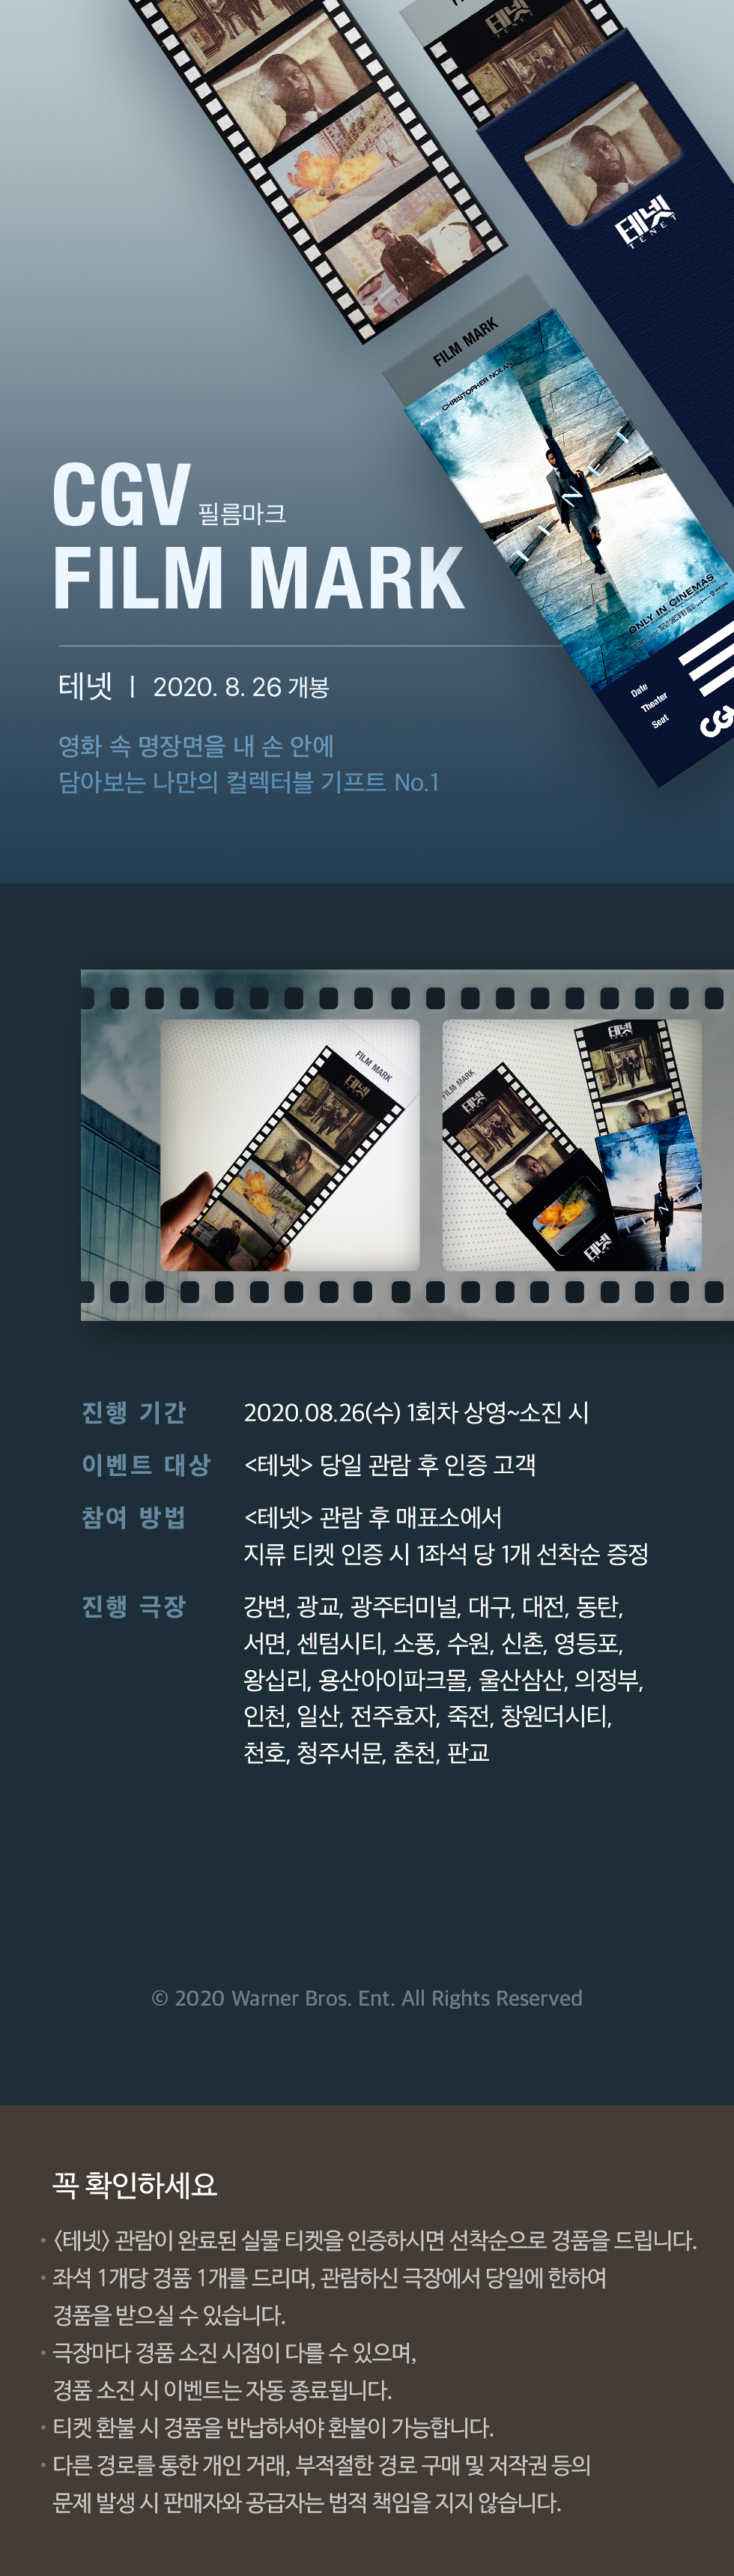 테넷
TENET
테넷
TENET
FILM MARK
CHRISTOPHER NOLAN
TENET
ONLY IN CINEMAS
Date
Theater
Seat
CGV 필름마크
FILM MARK
테넷 | 2020. 8. 26 개봉
영화 속 명장면을 내 손 안에
담아보는 나만의 컬렉터블 기프트 No.1
FILM MARK
테넷
FILM MARK
테넷
테넷
테넷
TENET
진행 기간 2020.08.26(수) 1회차 상영~소진 시
이벤트 대상 <테넷> 당일 관람 후 인증 고객
참여 방법 <테넷> 관람 후 매표소에서
지류 티켓 인증 시 1좌석 당 1개 선착순 증정
진행 극장 강변, 광교, 광주터미널, 대구, 대전, 동탄,
서면, 센텀시티, 소풍, 수원, 신촌, 영등포,
왕십리, 용산아이파크몰, 울산삼산, 의정부,
인천, 일산, 전주효자, 죽전, 창원더시티,
천호, 청주서문, 춘천, 판교
© 2020 Warner Bros. Ent. All Rights Reserved
꼭 확인하세요
• <테넷> 관람이 완료된 실물 티켓을 인증하시면 선착순으로 경품을 드립니다.
• 좌석 1개당 경품 1개를 드리며, 관람하신 극장에서 당일에 한하여
경품을 받으실 수 있습니다.
• 극장마다 경품 소진 시점이 다를 수 있으며,
경품 소진 시 이벤트는 자동 종료됩니다.
• 티켓 환불 시 경품을 반납하셔야 환불이 가능합니다.
• 다른 경로를 통한 개인 거래, 부적절한 경로 구매 및 저작권 등의
문제 발생 시 판매자와 공급자는 법적 책임을 지지 않습니다.